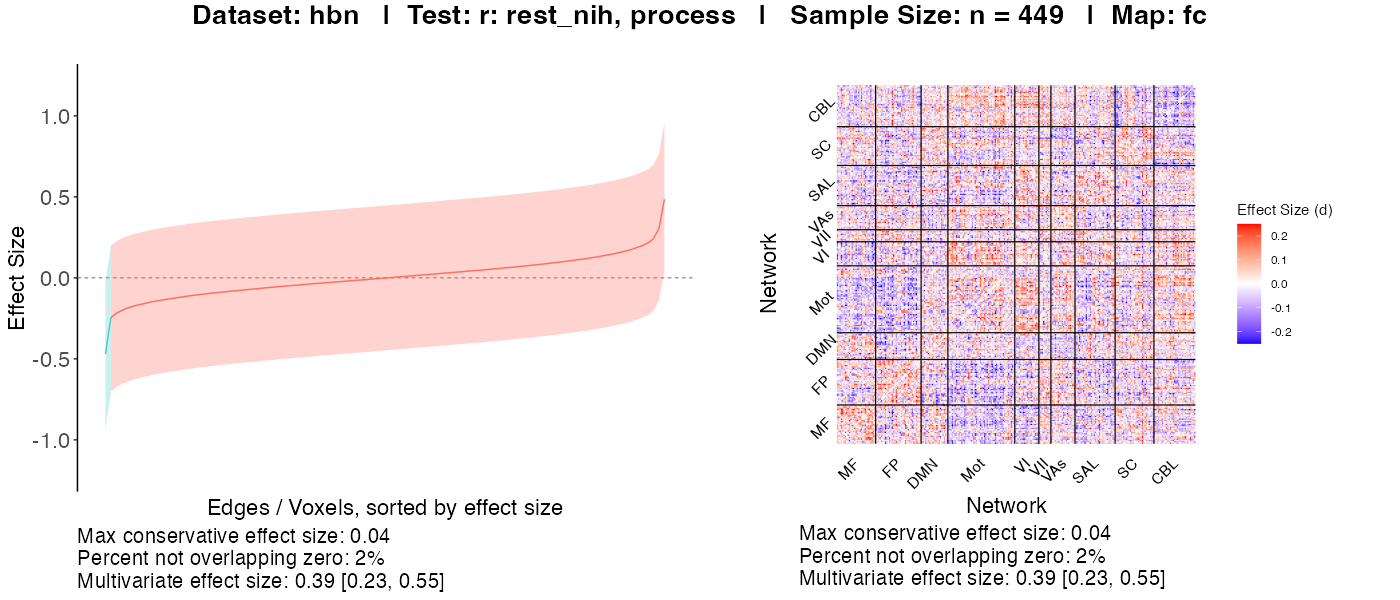 Dataset: hbn | Test: r: rest_nih, process | Sample Size: n = 449 | Map: fc
Effect Size
1.0
0.5
0.0
-0.5
-1.0
Edges / Voxels, sorted by effect size
Max conservative effect size: 0.04
Percent not overlapping zero: 2%
Multivariate effect size: 0.39 [0.23, 0.55]
Network
CBL
SC
SAL
VAs
VII
VI
Mot
DMN
FP
MF
MF
FP
DMN
Mot
VI
VII
VAs
SAL
SC
CBL
Network
Max conservative effect size: 0.04
Percent not overlapping zero: 2%
Multivariate effect size: 0.39 [0.23, 0.55]
Effect Size (d)
0.2
0.1
0.0
-0.1
-0.2